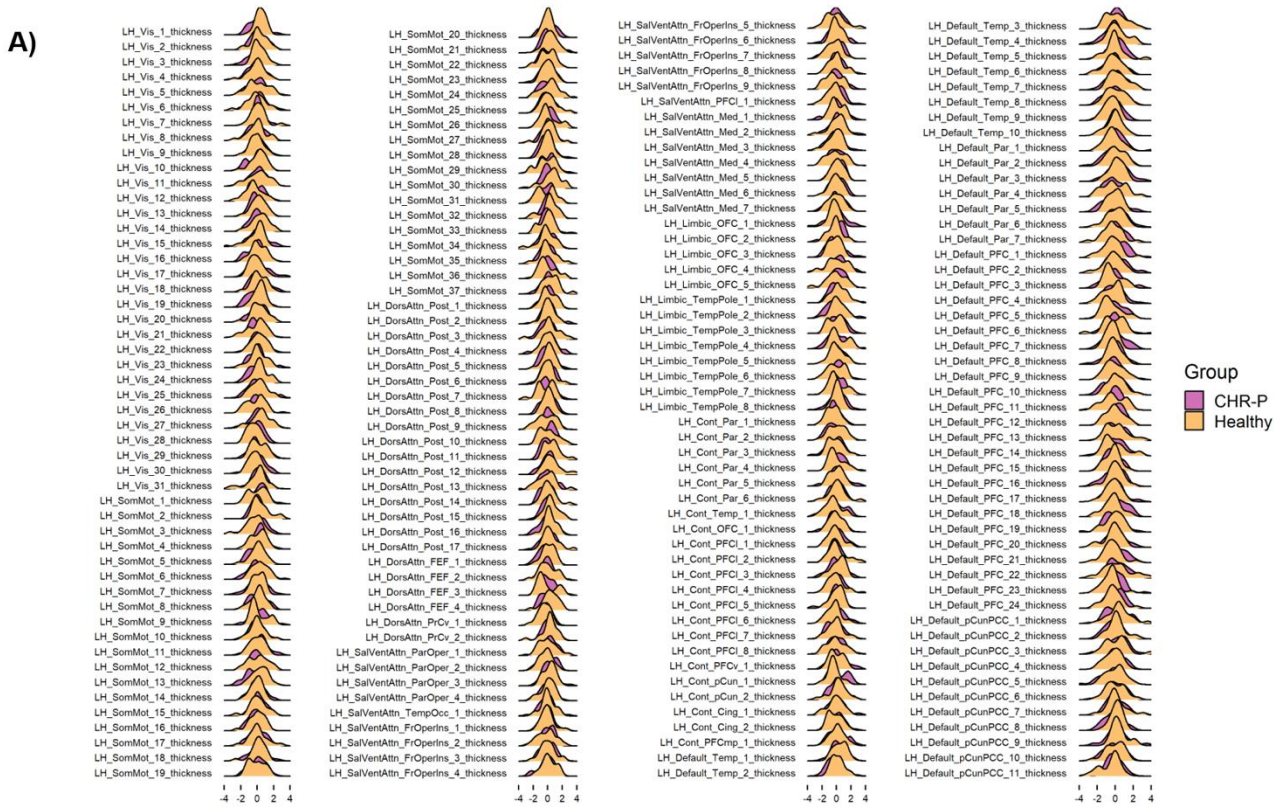 A)
LH_Vis_1_thickness
LH_Vis_2_thickness
LH_Vis_3_thickness
LH_Vis_4_thickness
LH_Vis_5_thickness
LH_Vis_6_thickness
LH_Vis_7_thickness
LH_Vis_8_thickness
LH_Vis_9_thickness
LH_Vis_10_thickness
LH_Vis_11_thickness
LH_Vis_12_thickness
LH_Vis_13_thickness
LH_Vis_14_thickness
LH_Vis_15_thickness
LH_Vis_16_thickness
LH_Vis_17_thickness
LH_Vis_18_thickness
LH_Vis_19_thickness
LH_Vis_20_thickness
LH_Vis_21_thickness
LH_Vis_22_thickness
LH_Vis_23_thickness
LH_Vis_24_thickness
LH_Vis_25_thickness
LH_Vis_26_thickness
LH_Vis_27_thickness
LH_Vis_28_thickness
LH_Vis_29_thickness
LH_Vis_30_thickness
LH_Vis_31_thickness
LH_SomMot_1_thickness
LH_SomMot_2_thickness
LH_SomMot_3_thickness
LH_SomMot_4_thickness
LH_SomMot_5_thickness
LH_SomMot_6_thickness
LH_SomMot_7_thickness
LH_SomMot_8_thickness
LH_SomMot_9_thickness
LH_SomMot_10_thickness
LH_SomMot_11_thickness
LH_SomMot_12_thickness
LH_SomMot_13_thickness
LH_SomMot_14_thickness
LH_SomMot_15_thickness
LH_SomMot_16_thickness
LH_SomMot_17_thickness
LH_SomMot_18_thickness
LH_SomMot_19_thickness
-4 -2 0 2 4
LH_SomMot_20_thickness
LH_SomMot_21_thickness
LH_SomMot_22_thickness
LH_SomMot_23_thickness
LH_SomMot_24_thickness
LH_SomMot_25_thickness
LH_SomMot_26_thickness
LH_SomMot_27_thickness
LH_SomMot_28_thickness
LH_SomMot_29_thickness
LH_SomMot_30_thickness
LH_SomMot_31_thickness
LH_SomMot_32_thickness
LH_SomMot_33_thickness
LH_SomMot_34_thickness
LH_SomMot_35_thickness
LH_SomMot_36_thickness
LH_SomMot_37_thickness
LH_DorsAttn_Post_1_thickness
LH_DorsAttn_Post_2_thickness
LH_DorsAttn_Post_3_thickness
LH_DorsAttn_Post_4_thickness
LH_DorsAttn_Post_5_thickness
LH_DorsAttn_Post_6_thickness
LH_DorsAttn_Post_7_thickness
LH_DorsAttn_Post_8_thickness
LH_DorsAttn_Post_9_thickness
LH_DorsAttn_Post_10_thickness
LH_DorsAttn_Post_11_thickness
LH_DorsAttn_Post_12_thickness
LH_DorsAttn_Post_13_thickness
LH_DorsAttn_Post_14_thickness
LH_DorsAttn_Post_15_thickness
LH_DorsAttn_Post_16_thickness
LH_DorsAttn_Post_17_thickness
LH_DorsAttn_FEF_1_thickness
LH_DorsAttn_FEF_2_thickness
LH_DorsAttn_FEF_3_thickness
LH_DorsAttn_FEF_4_thickness
LH_DorsAttn_PrCv_1_thickness
LH_DorsAttn_PrCv_2_thickness
LH_SalVentAttn_ParOper_1_thickness
LH_SalVentAttn_ParOper_2_thickness
LH_SalVentAttn_ParOper_3_thickness
LH_SalVentAttn_ParOper_4_thickness
LH_SalVentAttn_TempOcc_1_thickness
LH_SalVentAttn_FrOperIns_1_thickness
LH_SalVentAttn_FrOperIns_2_thickness
LH_SalVentAttn_FrOperIns_3_thickness
LH_SalVentAttn_FrOperIns_4_thickness
-4 -2 0 2 4
LH_SalVentAttn_FrOperIns_5_thickness
LH_SalVentAttn_FrOperIns_6_thickness
LH_SalVentAttn_FrOperIns_7_thickness
LH_SalVentAttn_FrOperIns_8_thickness
LH_SalVentAttn_FrOperIns_9_thickness
LH_SalVentAttn_PFCl_1_thickness
LH_SalVentAttn_Med_1_thickness
LH_SalVentAttn_Med_2_thickness
LH_SalVentAttn_Med_3_thickness
LH_SalVentAttn_Med_4_thickness
LH_SalVentAttn_Med_5_thickness
LH_SalVentAttn_Med_6_thickness
LH_SalVentAttn_Med_7_thickness
LH_Limbic_OFC_1_thickness
LH_Limbic_OFC_2_thickness
LH_Limbic_OFC_3_thickness
LH_Limbic_OFC_4_thickness
LH_Limbic_OFC_5_thickness
LH_Limbic_TempPole_1_thickness
LH_Limbic_TempPole_2_thickness
LH_Limbic_TempPole_3_thickness
LH_Limbic_TempPole_4_thickness
LH_Limbic_TempPole_5_thickness
LH_Limbic_TempPole_6_thickness
LH_Limbic_TempPole_7_thickness
LH_Limbic_TempPole_8_thickness
LH_Cont_Par_1_thickness
LH_Cont_Par_2_thickness
LH_Cont_Par_3_thickness
LH_Cont_Par_4_thickness
LH_Cont_Par_5_thickness
LH_Cont_Par_6_thickness
LH_Cont_Temp_1_thickness
LH_Cont_OFC_1_thickness
LH_Cont_PFCl_1_thickness
LH_Cont_PFCl_2_thickness
LH_Cont_PFCl_3_thickness
LH_Cont_PFCl_4_thickness
LH_Cont_PFCl_5_thickness
LH_Cont_PFCl_6_thickness
LH_Cont_PFCl_7_thickness
LH_Cont_PFCl_8_thickness
LH_Cont_PFCv_1_thickness
LH_Cont_pCun_1_thickness
LH_Cont_pCun_2_thickness
LH_Cont_Cing_1_thickness
LH_Cont_Cing_2_thickness
LH_Cont_PFCmp_1_thickness
LH_Default_Temp_1_thickness
LH_Default_Temp_2_thickness
-4 -2 0 2 4
LH_Default_Temp_3_thickness
LH_Default_Temp_4_thickness
LH_Default_Temp_5_thickness
LH_Default_Temp_6_thickness
LH_Default_Temp_7_thickness
LH_Default_Temp_8_thickness
LH_Default_Temp_9_thickness
LH_Default_Temp_10_thickness
LH_Default_Par_1_thickness
LH_Default_Par_2_thickness
LH_Default_Par_3_thickness
LH_Default_Par_4_thickness
LH_Default_Par_5_thickness
LH_Default_Par_6_thickness
LH_Default_Par_7_thickness
LH_Default_PFC_1_thickness
LH_Default_PFC_2_thickness
LH_Default_PFC_3_thickness
LH_Default_PFC_4_thickness
LH_Default_PFC_5_thickness
LH_Default_PFC_6_thickness
LH_Default_PFC_7_thickness
LH_Default_PFC_8_thickness
LH_Default_PFC_9_thickness
LH_Default_PFC_10_thickness
LH_Default_PFC_11_thickness
LH_Default_PFC_12_thickness
LH_Default_PFC_13_thickness
LH_Default_PFC_14_thickness
LH_Default_PFC_15_thickness
LH_Default_PFC_16_thickness
LH_Default_PFC_17_thickness
LH_Default_PFC_18_thickness
LH_Default_PFC_19_thickness
LH_Default_PFC_20_thickness
LH_Default_PFC_21_thickness
LH_Default_PFC_22_thickness
LH_Default_PFC_23_thickness
LH_Default_PFC_24_thickness
LH_Default_pCunPCC_1_thickness
LH_Default_pCunPCC_2_thickness
LH_Default_pCunPCC_3_thickness
LH_Default_pCunPCC_4_thickness
LH_Default_pCunPCC_5_thickness
LH_Default_pCunPCC_6_thickness
LH_Default_pCunPCC_7_thickness
LH_Default_pCunPCC_8_thickness
LH_Default_pCunPCC_9_thickness
LH_Default_pCunPCC_10_thickness
LH_Default_pCunPCC_11_thickness
-4 -2 0 2 4
Group
CHR-P
Healthy